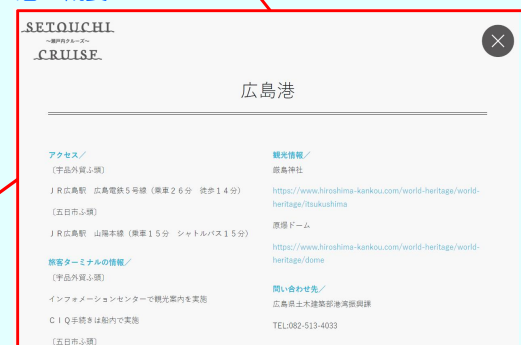 SETOUCHI
～瀬戸内クルーズ～
CRUISE
広島港
アクセス／
〔宇品外貿ふ頭〕
ＪＲ広島駅　広島電鉄５号線（乗車２６分　徒歩１４分）
〔五日市ふ頭〕
ＪＲ広島駅　山陽本線（乗車１５分　シャトルバス１５分）
旅客ターミナルの情報／
〔宇品外貿ふ頭〕
インフォメーションセンターで観光案内を実施
ＣＩＱ手続きは船内で実施
〔五日市ふ頭〕
観光情報／
厳島神社
https://www.hiroshima-kankou.com/world-heritage/world-
heritage/itsukushima
原爆ドーム
https://www.hiroshima-kankou.com/world-heritage/world-
heritage/dome
問い合わせ先／
広島県土木建築部港湾振興課
TEL:082-513-4033